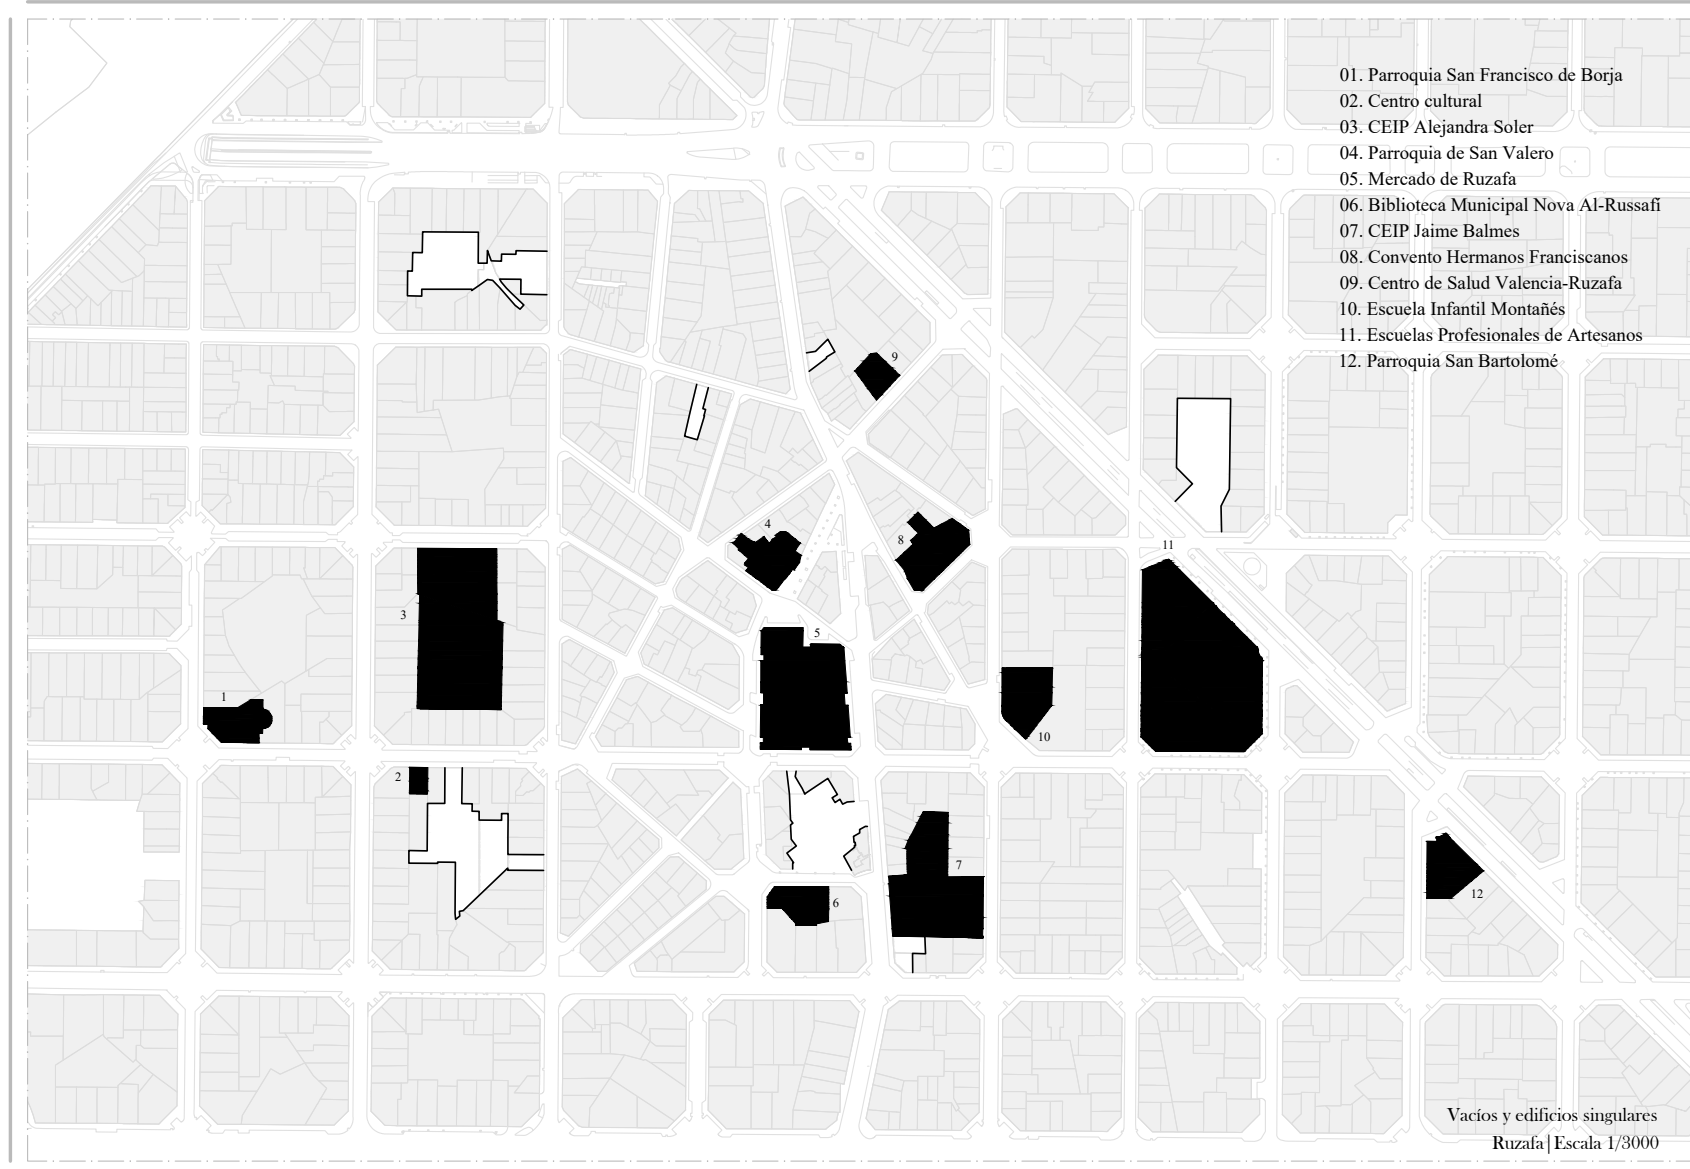 01. Parroquia San Francisco de Borja
02. Centro cultural
03. CEIP Alejandra Soler
04. Parroquia de San Valero
05. Mercado de Ruzafa
06. Biblioteca Municipal Nova Al-Russafí
07. CEIP Jaime Balmes
08. Convento Hermanos Franciscanos
09. Centro de Salud Valencia-Ruzafa
10. Escuela Infantil Montañés
11. Escuelas Profesionales de Artesanos
12. Parroquia San Bartolomé
9
4
8
11
3
5
1
10
2
7
12
6
Vacíos y edificios singulares
Ruzafa|Escala 1/3000